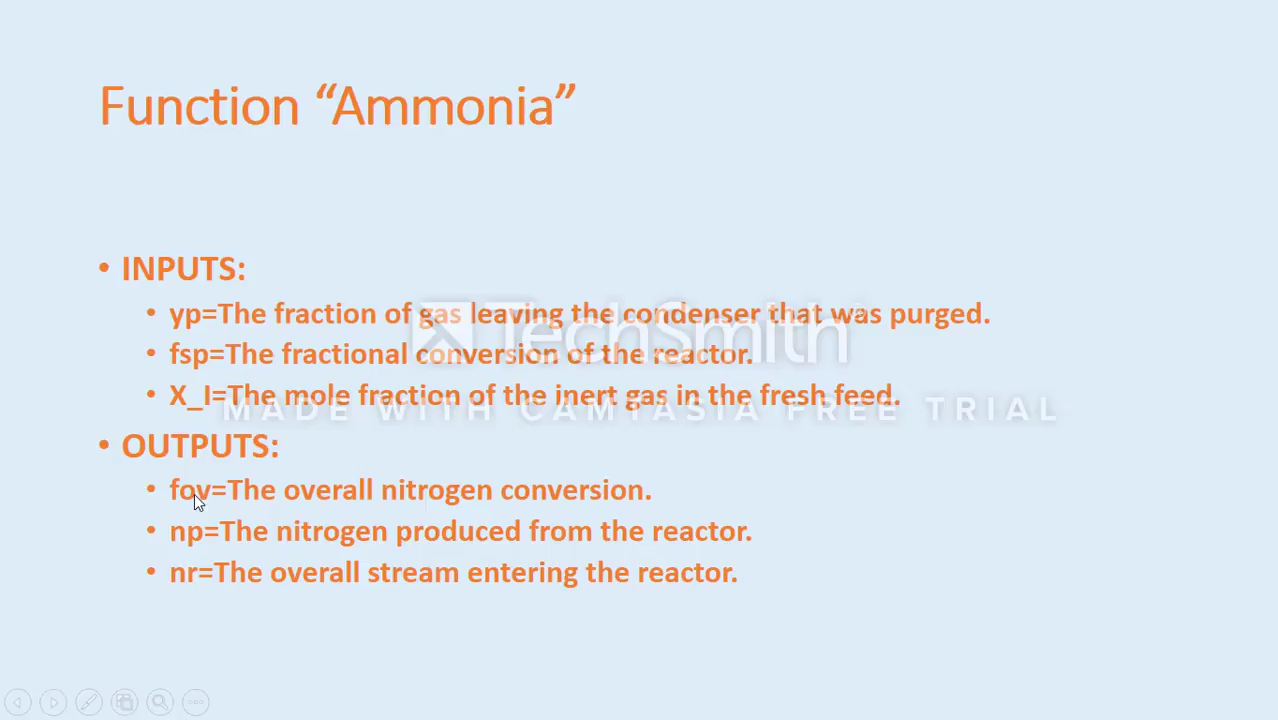 Function “Ammonia”
• INPUTS:
• yp=The fraction of gas leaving the condenser that was purged.
• fsp=The fractional conversion of the reactor.
• X_I=The mole fraction of the inert gas in the fresh feed.
TechSmith
MADE WITH CAMTASIA FREE TRIAL
• OUTPUTS:
• fov=The overall nitrogen conversion.
• np=The nitrogen produced from the reactor.
• nr=The overall stream entering the reactor.